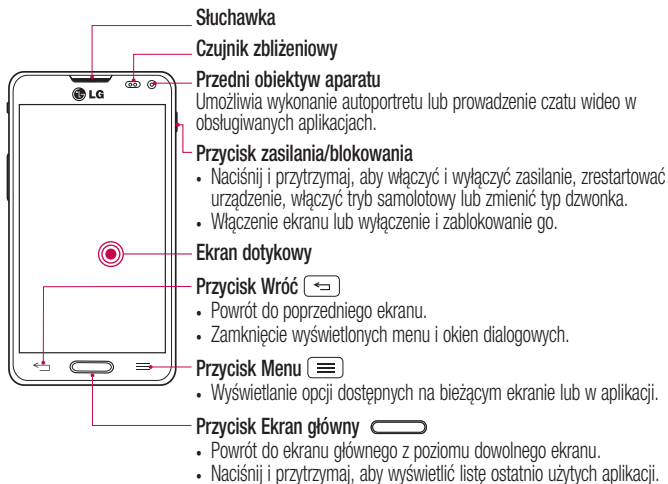 Słuchawka
Czujnik zbliżeniowy
Przedni obiektyw aparatu
Umożliwia wykonanie autoportretu lub prowadzenie czatu wideo w
obsługiwanych aplikacjach.
Przycisk zasilania/blokowania
• Naciśnij i przytrzymaj, aby włączyć i wyłączyć zasilanie, zrestartować
urządzenie, włączyć tryb samolotowy lub zmienić typ dzwonka.
• Włączenie ekranu lub wyłączenie i zablokowanie go.
Ekran dotykowy
Przycisk Wróć
• Powrót do poprzedniego ekranu.
• Zamknięcie wyświetlonych menu i okien dialogowych.
Przycisk Menu
• Wyświetlanie opcji dostępnych na bieżącym ekranie lub w aplikacji.
Przycisk Ekran główny
• Powrót do ekranu głównego z poziomu dowolnego ekranu.
• Naciśnij i przytrzymaj, aby wyświetlić listę ostatnio użytych aplikacji.
LG